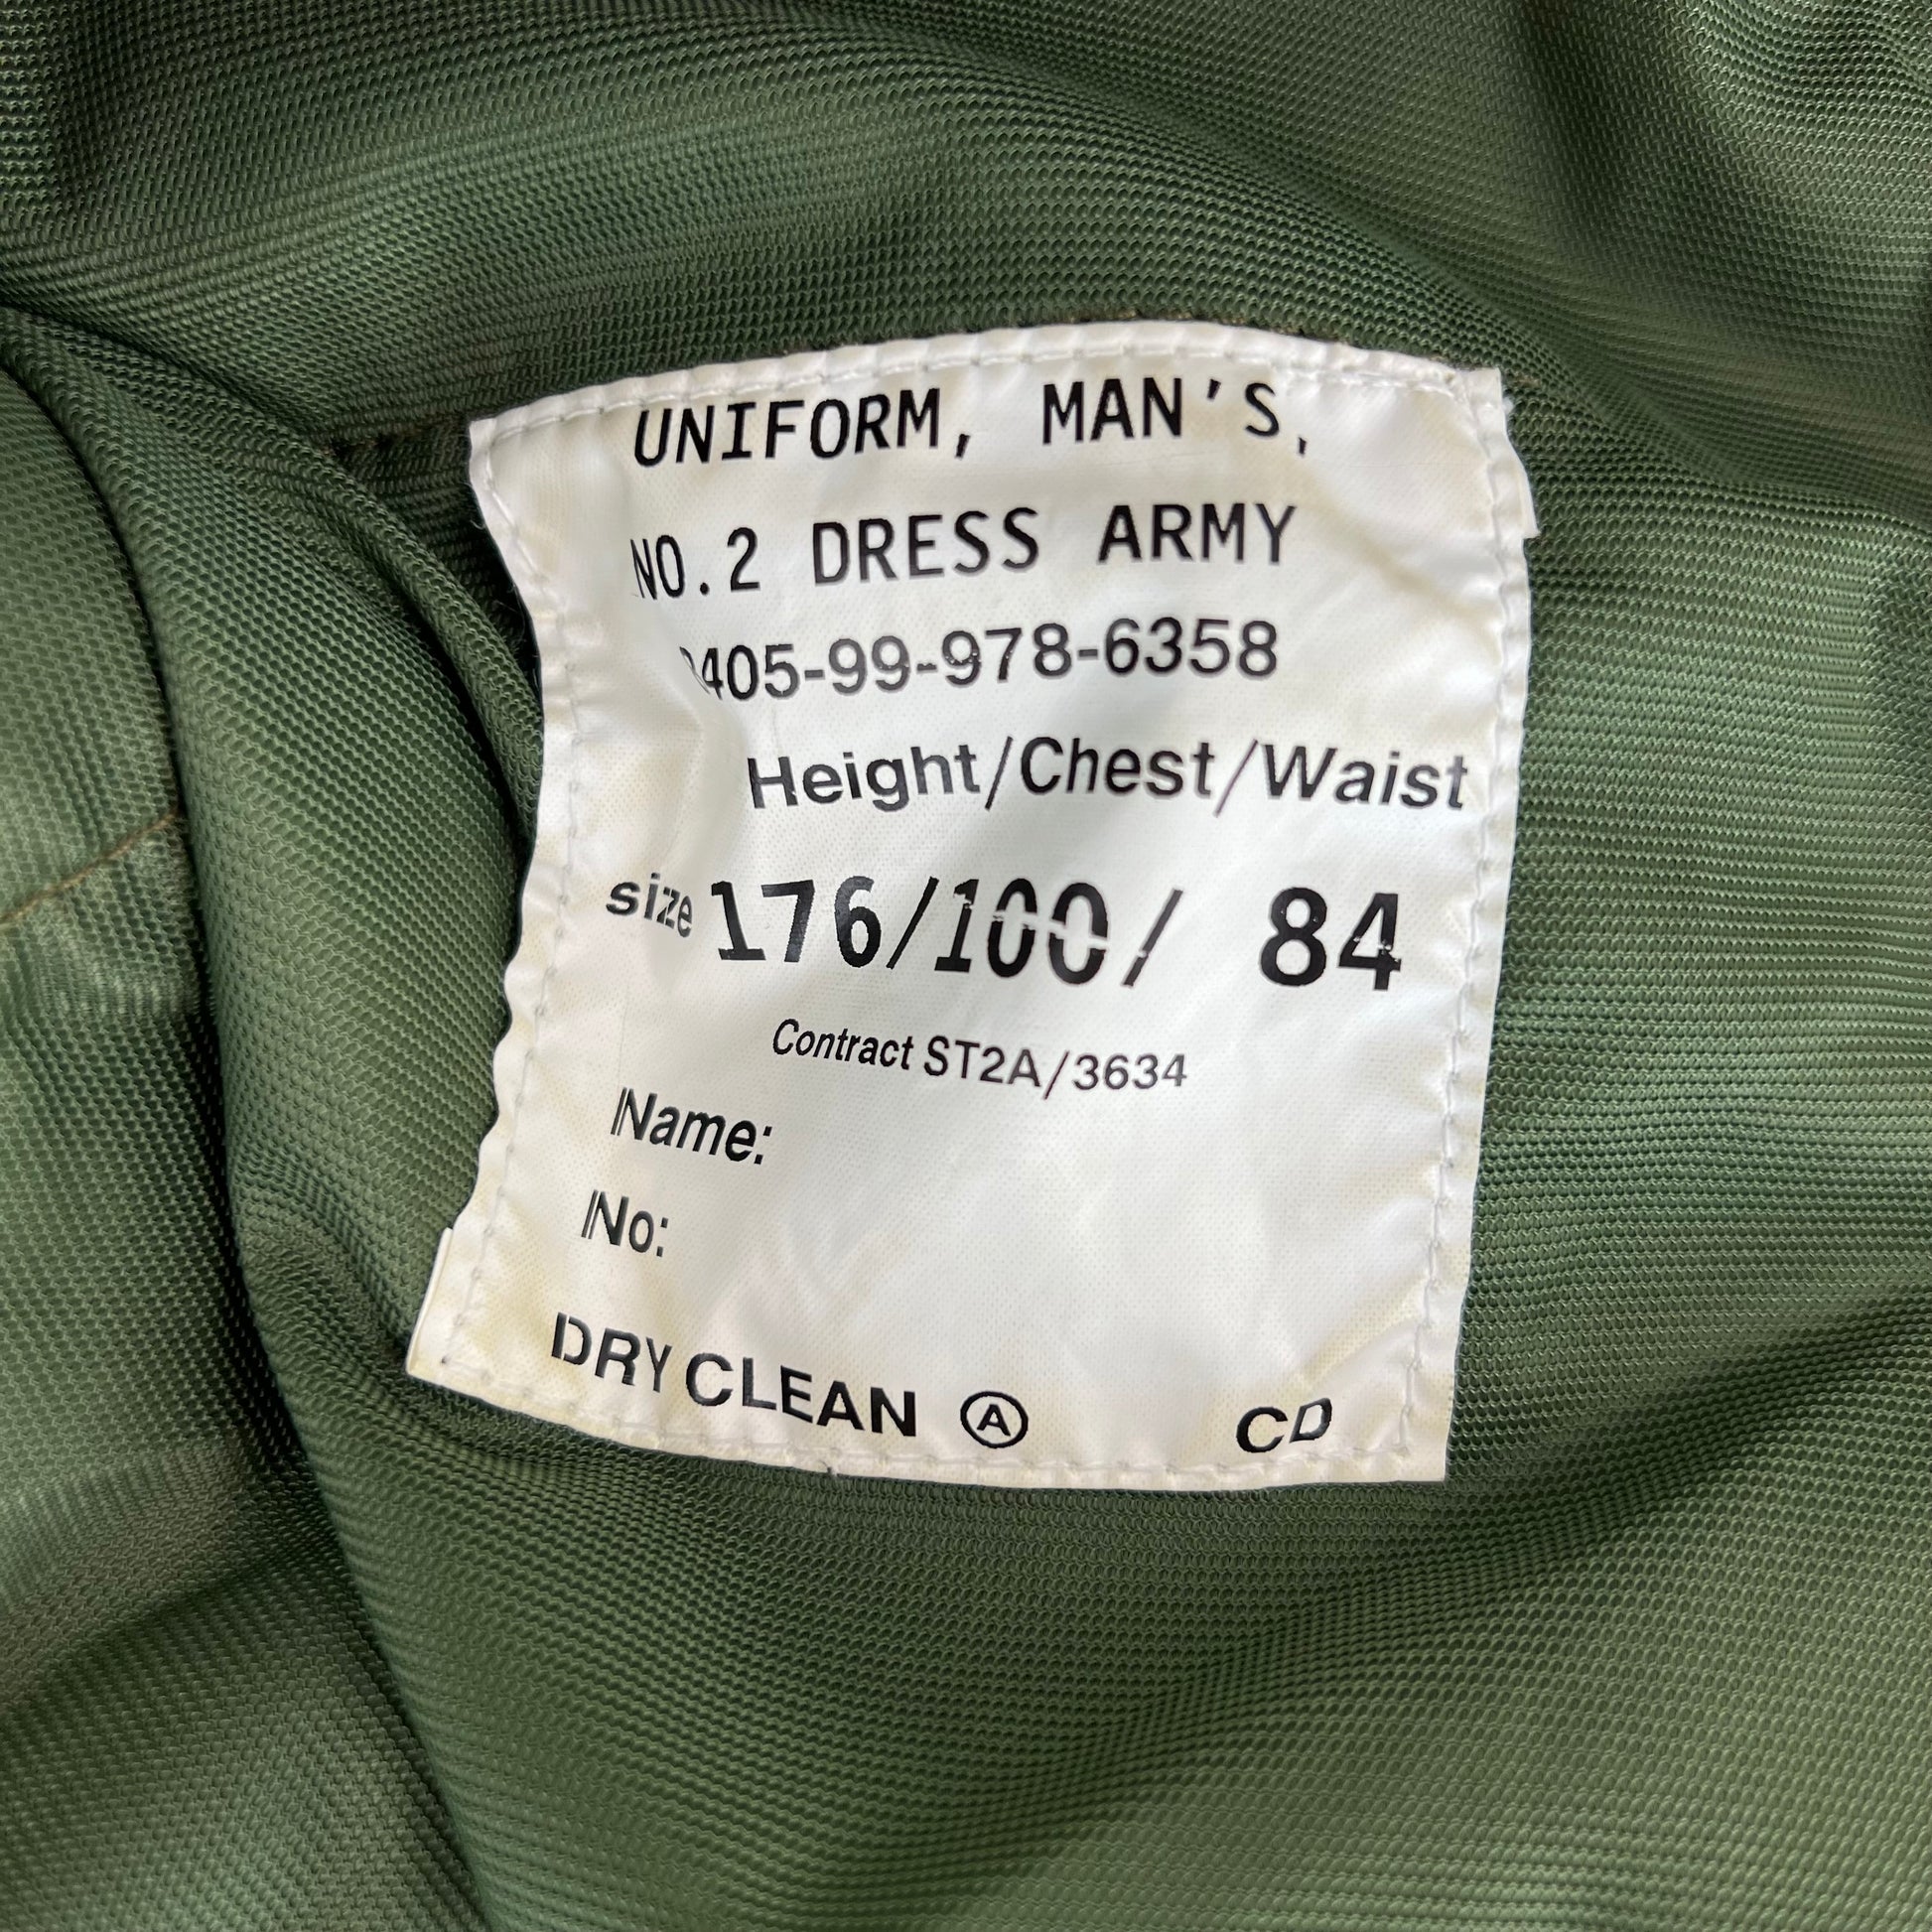 UNIFORM, MAN'S,
NO.2 DRESS ARMY
8405-99-978-6358
Height/Chest/Waist
size 176/100/ 84
Contract ST2A/3634
Name:
No:
DRY CLEAN Ⓐ CD